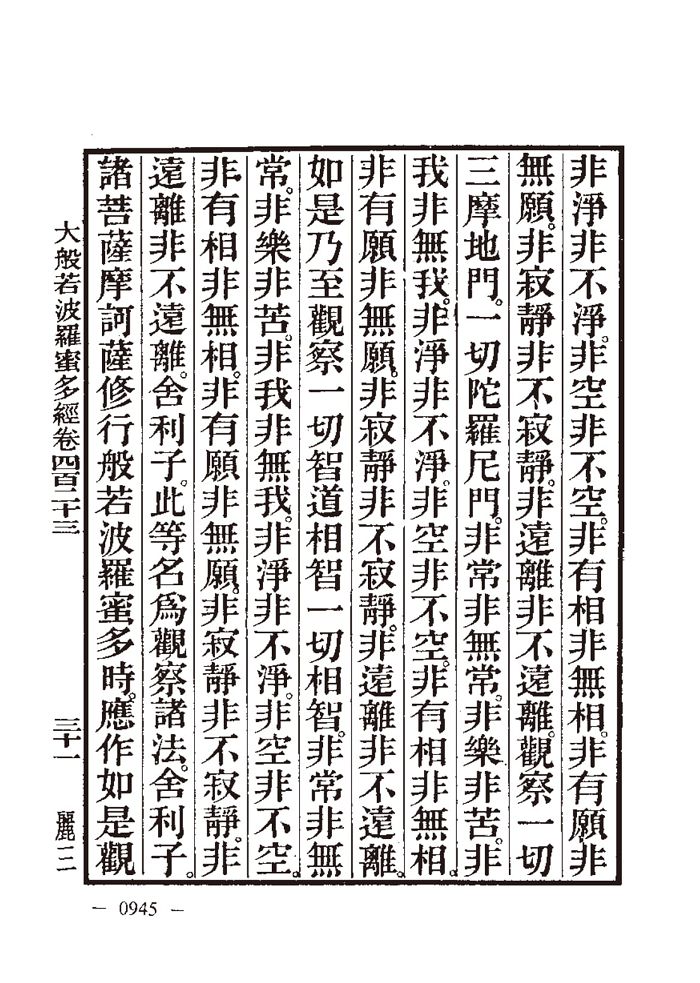 非淨非不淨。非空非不空。非有相非無相。非有願非
無願。非寂靜非不寂靜。非遠離非不遠離。觀察一切
三摩地門。一切陀羅尼門。非常非無常。非樂非苦。非
我非無我。非淨非不淨。非空非不空。非有相非無相。
非有願非無願。非寂靜非不寂靜。非遠離非不遠離。
如是乃至觀察一切智道相智一切相智。非常非無
常。非樂非苦。非我非無我。非淨非不淨。非空非不空。
非有相非無相。非有願非無願。非寂靜非不寂靜。非
遠離非不遠離。舍利子。此等名爲觀察諸法。舍利子。
諸菩薩摩訶薩修行般若波羅蜜多時。應作如是觀
大般若波羅蜜多經卷四百二十三 三十一 麗三
— 0945 —